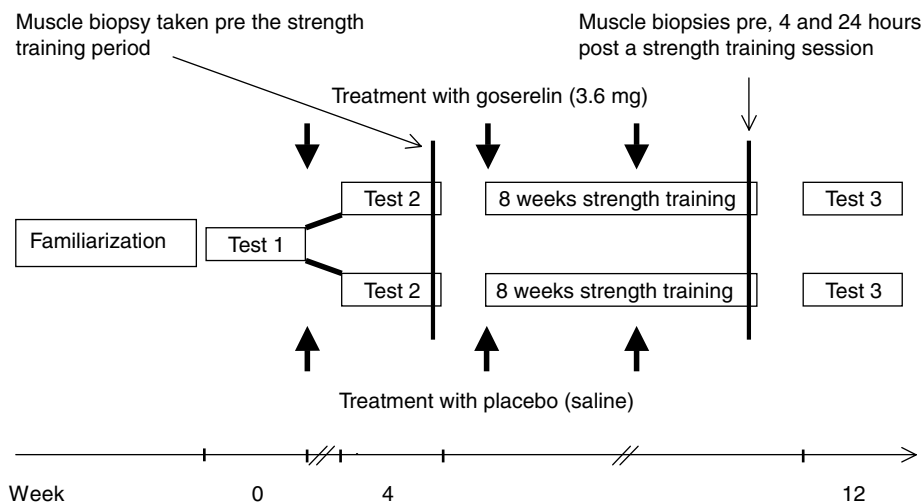 Muscle biopsy taken pre the strength
training period
Muscle biopsies pre, 4 and 24 hours
post a strength training session
Treatment with goserelin (3.6 mg)
Test 2
8 weeks strength training
Test 3
Familiarization
Test 1
Test 2
8 weeks strength training
Test 3
Treatment with placebo (saline)
Week 0 4 12